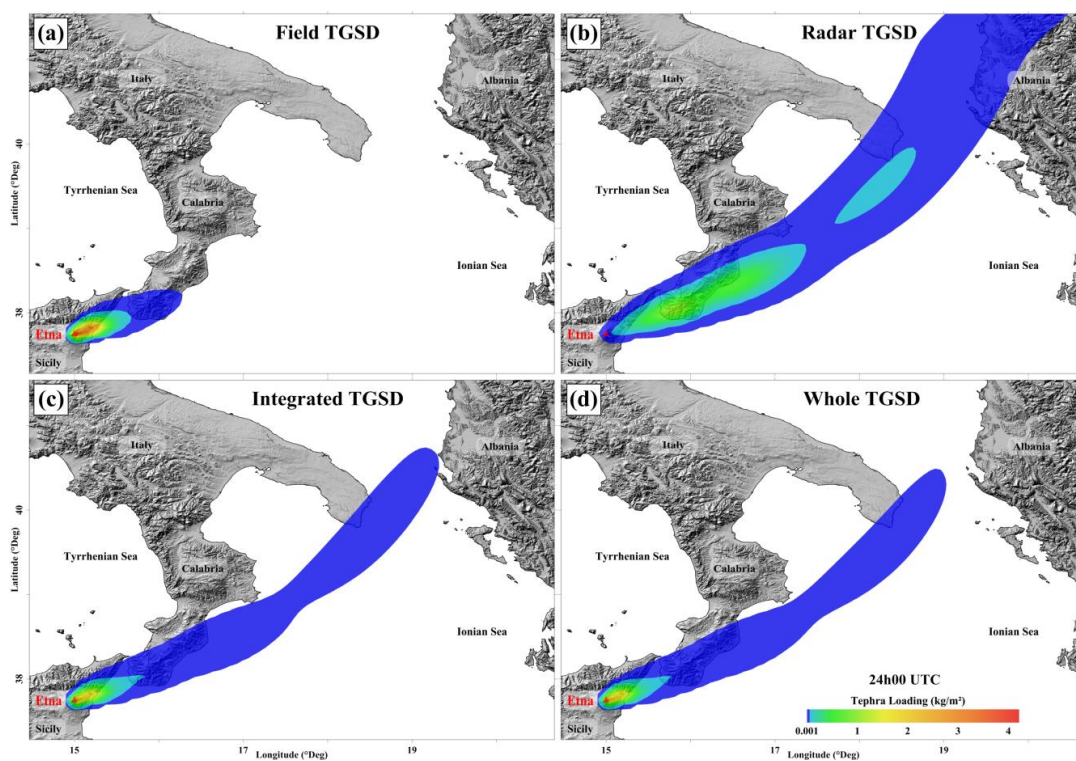 (a)
Field TGSD
Italy
Albania
Tyrrhenian Sea
Calabria
Ionian Sea
Etna
Sicily
40
38
Latitude (°Deg)
(b)
Radar TGSD
Italy
Albania
Tyrrhenian Sea
Calabria
Ionian Sea
Etna
Sicily
(c)
Integrated TGSD
Italy
Albania
Tyrrhenian Sea
Calabria
Ionian Sea
Etna
Sicily
40
38
Latitude (°Deg)
15
17
19
Longitude (°Deg)
(d)
Whole TGSD
Italy
Albania
Tyrrhenian Sea
Calabria
Ionian Sea
Etna
Sicily
24h00 UTC
Tephra Loading (kg/m²)
0.001 1 2 3 4
15
17
19
Longitude (°Deg)